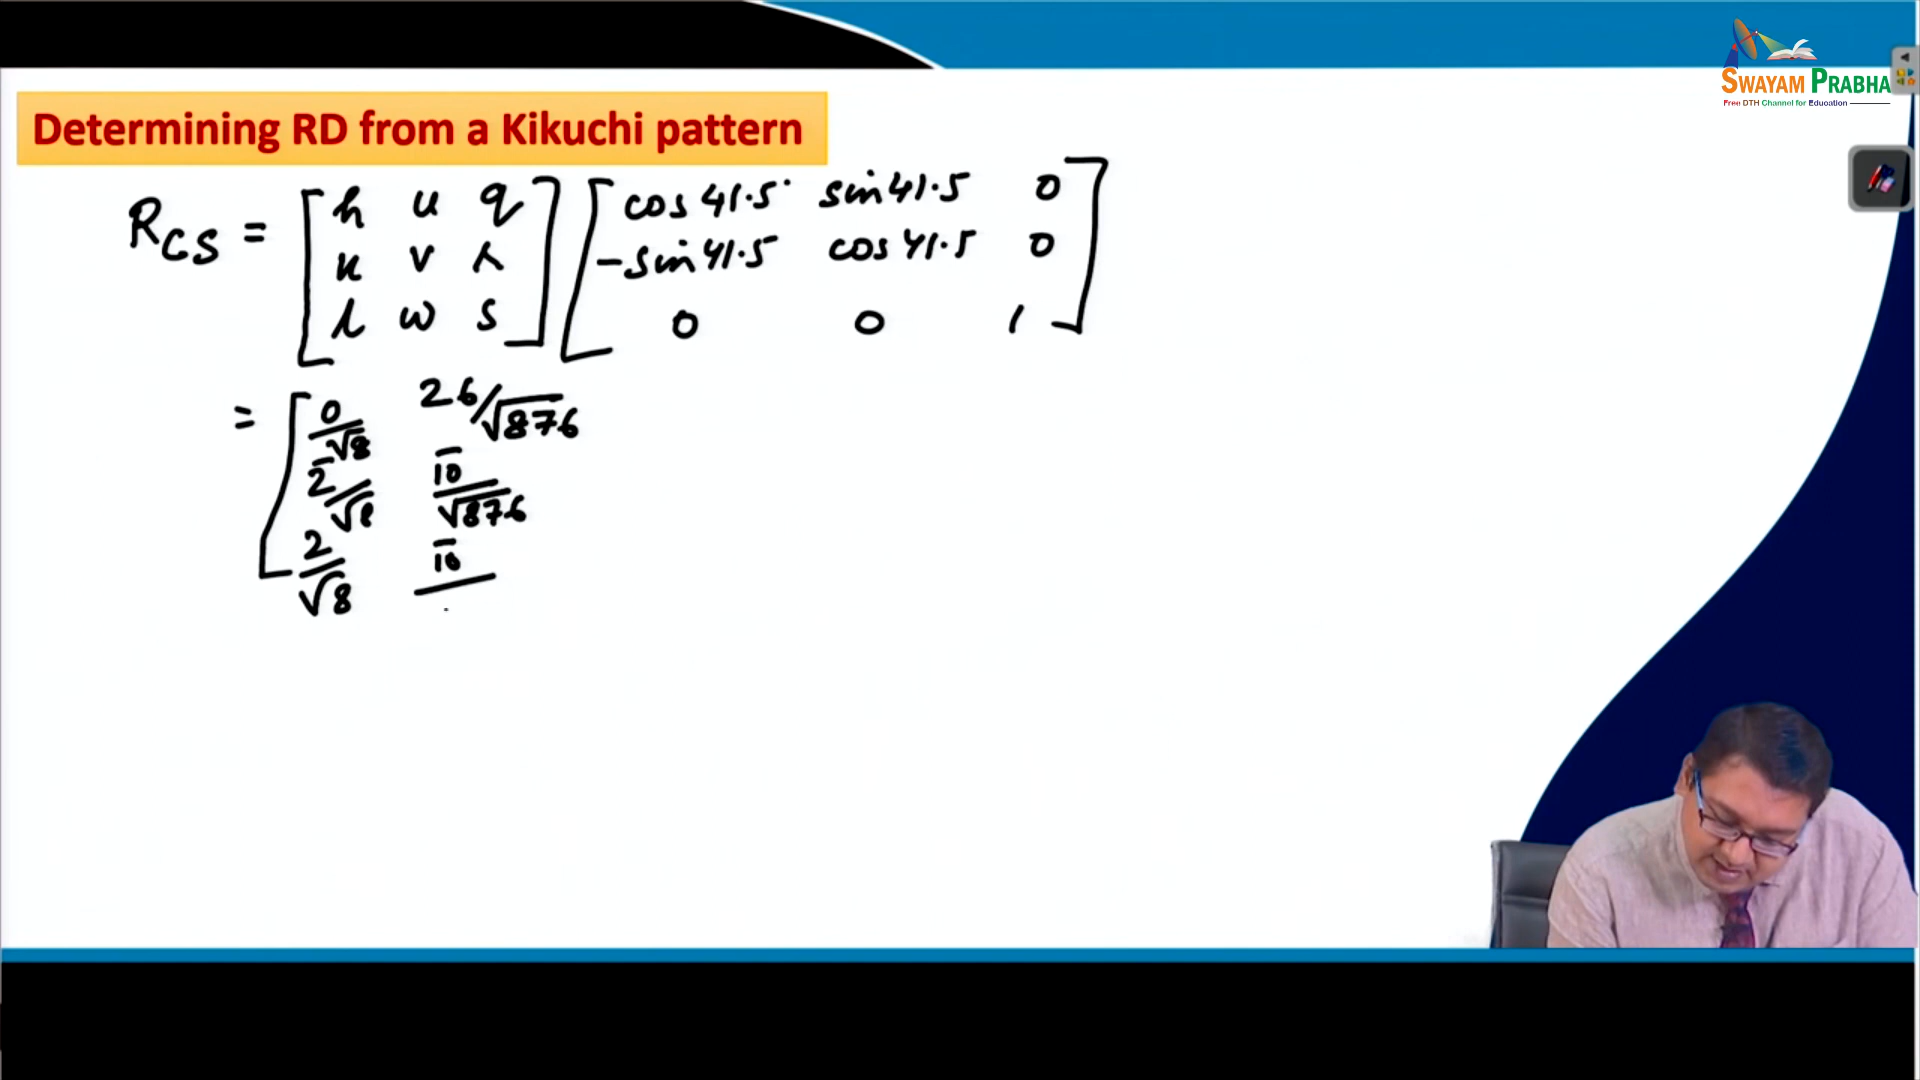 SWAYAM PRABHA
Free DTH Channel for Education
Determining RD from a Kikuchi pattern
R_CS = [h u q] [cos 41.5° sin 41.5 0]
[k v r] [-sin 41.5 cos 41.5 0]
[l w s] [0 0 1]
= [0/√8 26/√876
2̄/√8 1̄0̄/√876
2/√8 1̄0̄/